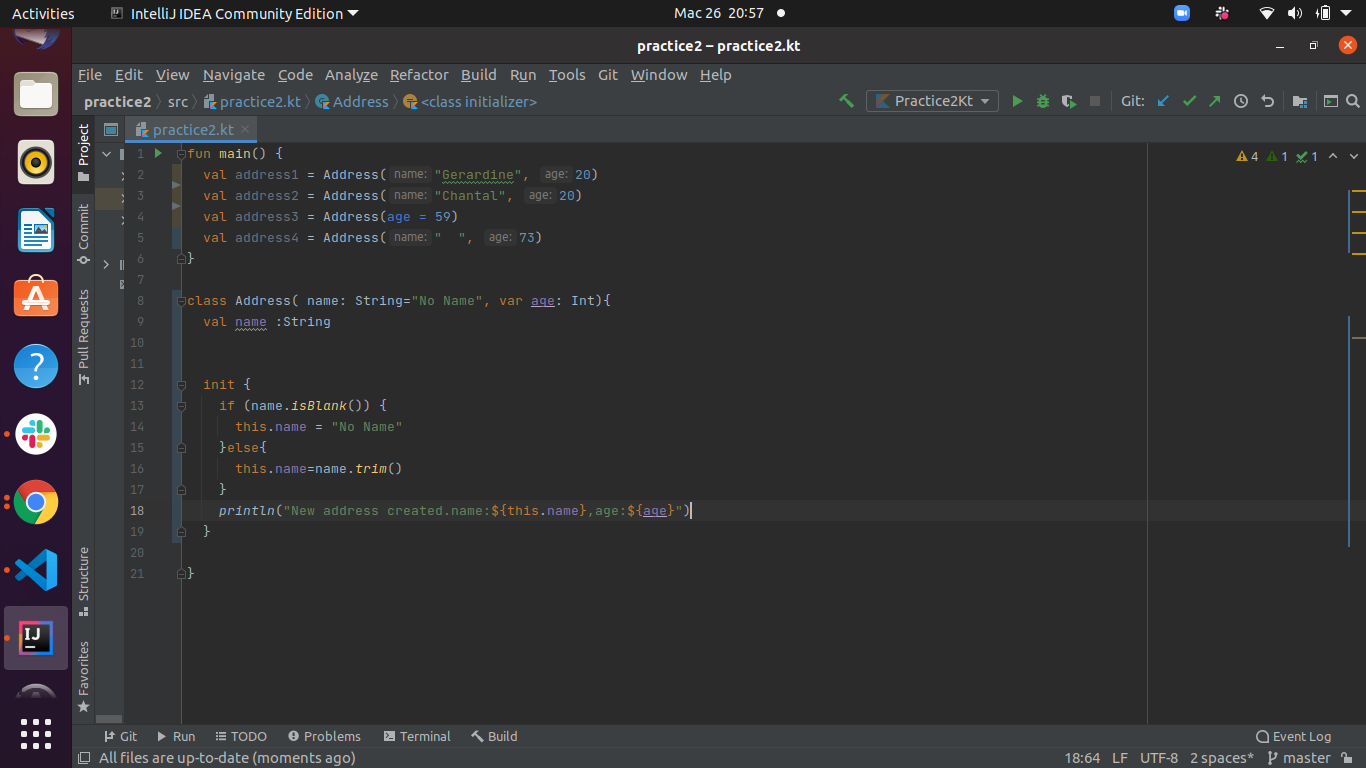 Activities IntelliJ IDEA Community Edition Mac 26 20:57
practice2 – practice2.kt
File Edit View Navigate Code Analyze Refactor Build Run Tools Git Window Help
practice2 src practice2.kt Address <class initializer> Practice2Kt Git:
Project
Commit
Pull Requests
Structure
Favorites
practice2.kt
4 1 1
1 fun main() {
2 val address1 = Address( name: "Gerardine", age: 20)
3 val address2 = Address( name: "Chantal", age: 20)
4 val address3 = Address(age = 59)
5 val address4 = Address( name: "  ", age: 73)
6 }
7
8 class Address( name: String="No Name", var age: Int){
9 val name :String
10
11
12 init {
13 if (name.isBlank()) {
14 this.name = "No Name"
15 }else{
16 this.name=name.trim()
17 }
18 println("New address created.name:${this.name},age:${age}")
19 }
20
21 }
Git Run TODO Problems Terminal Build Event Log
All files are up-to-date (moments ago) 18:64 LF UTF-8 2 spaces* master